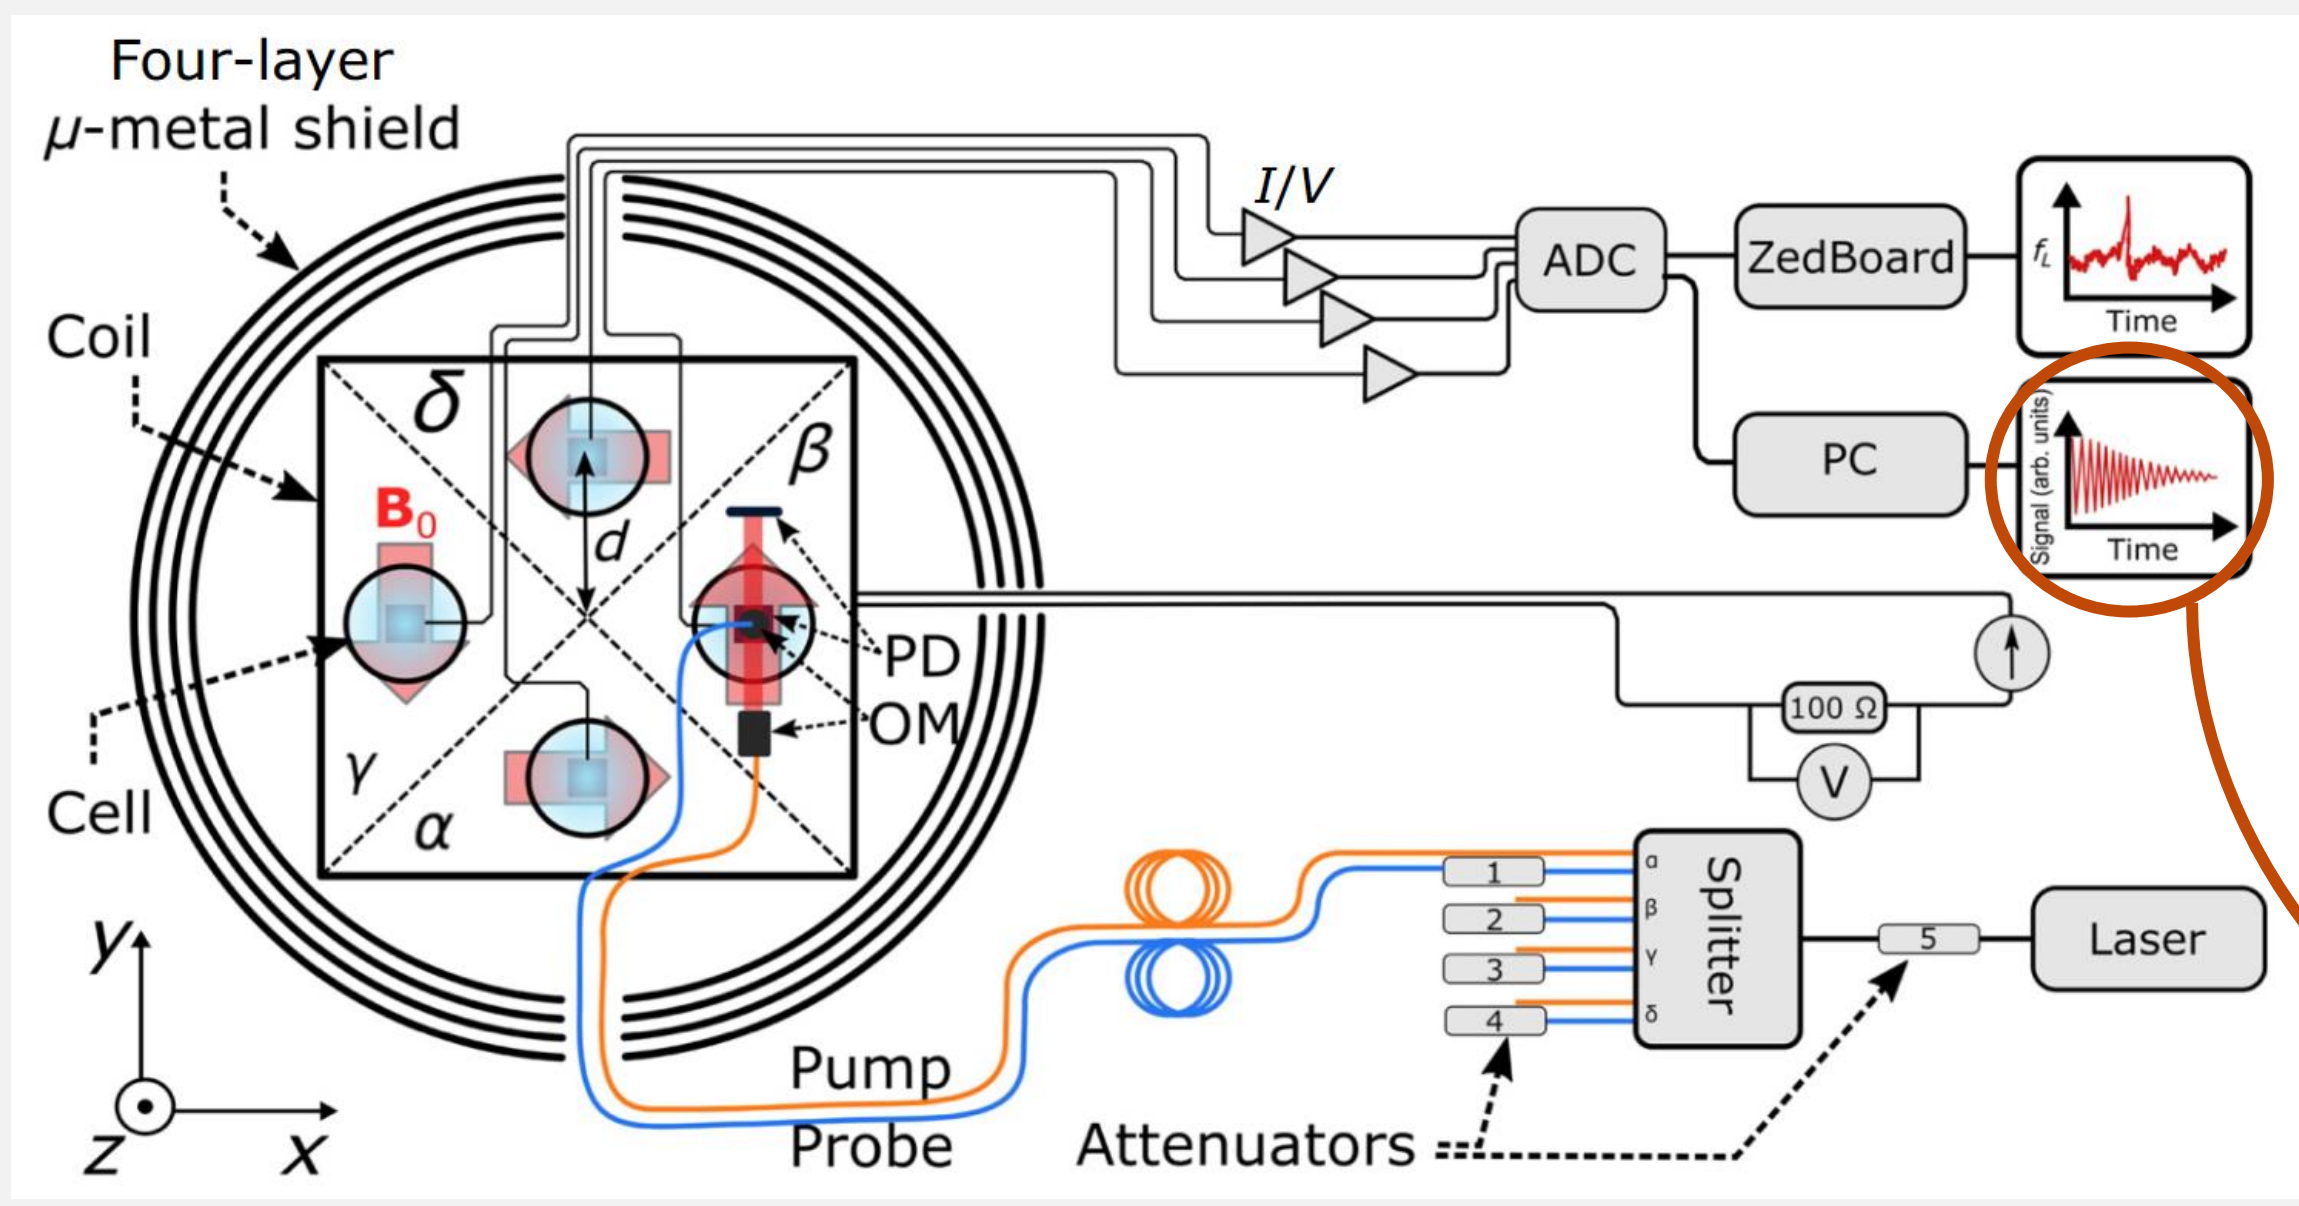 Four-layer
μ-metal shield
I/V
ADC
ZedBoard
f_L
Time
Coil
δ
β
B₀
d
PC
Signal (arb. units)
Time
PD
OM
γ
α
Cell
100 Ω
V
1
2
3
4
α
β
γ
δ
Splitter
5
Laser
y
z
x
Pump
Probe
Attenuators